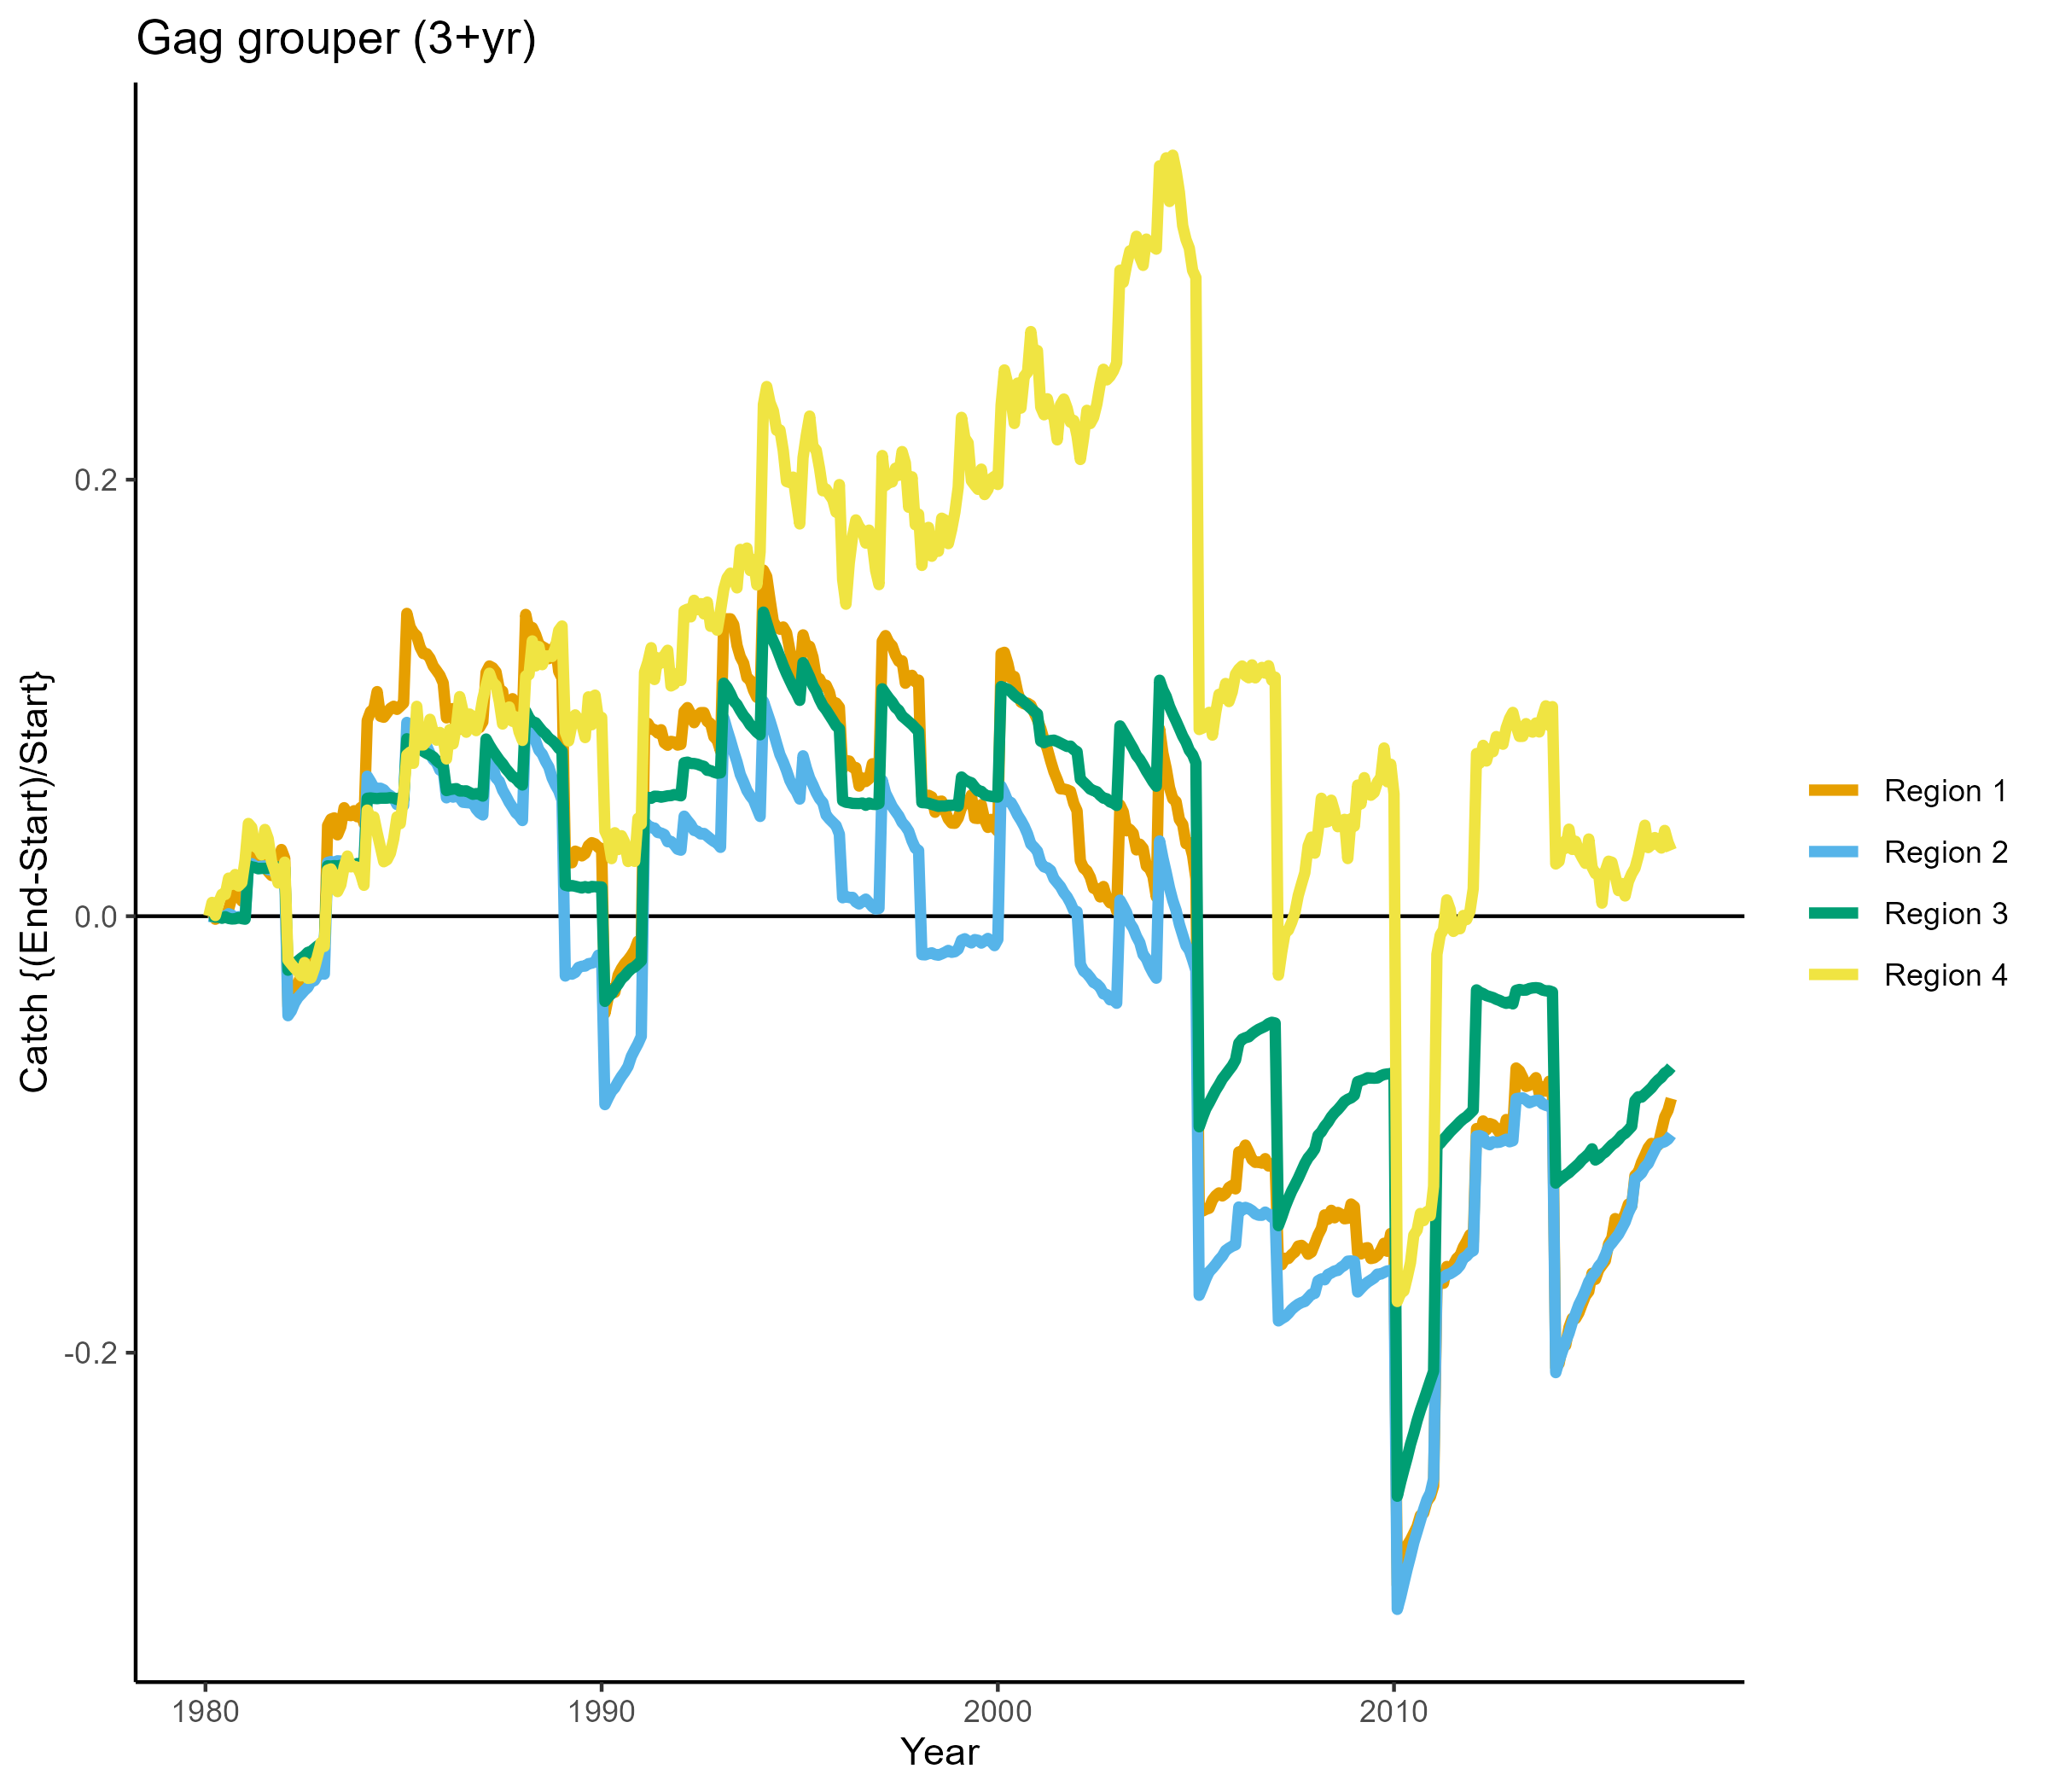 Gag grouper (3+yr)
Catch {(End-Start)/Start}
0.2
0.0
-0.2
1980
1990
2000
2010
Year
Region 1
Region 2
Region 3
Region 4